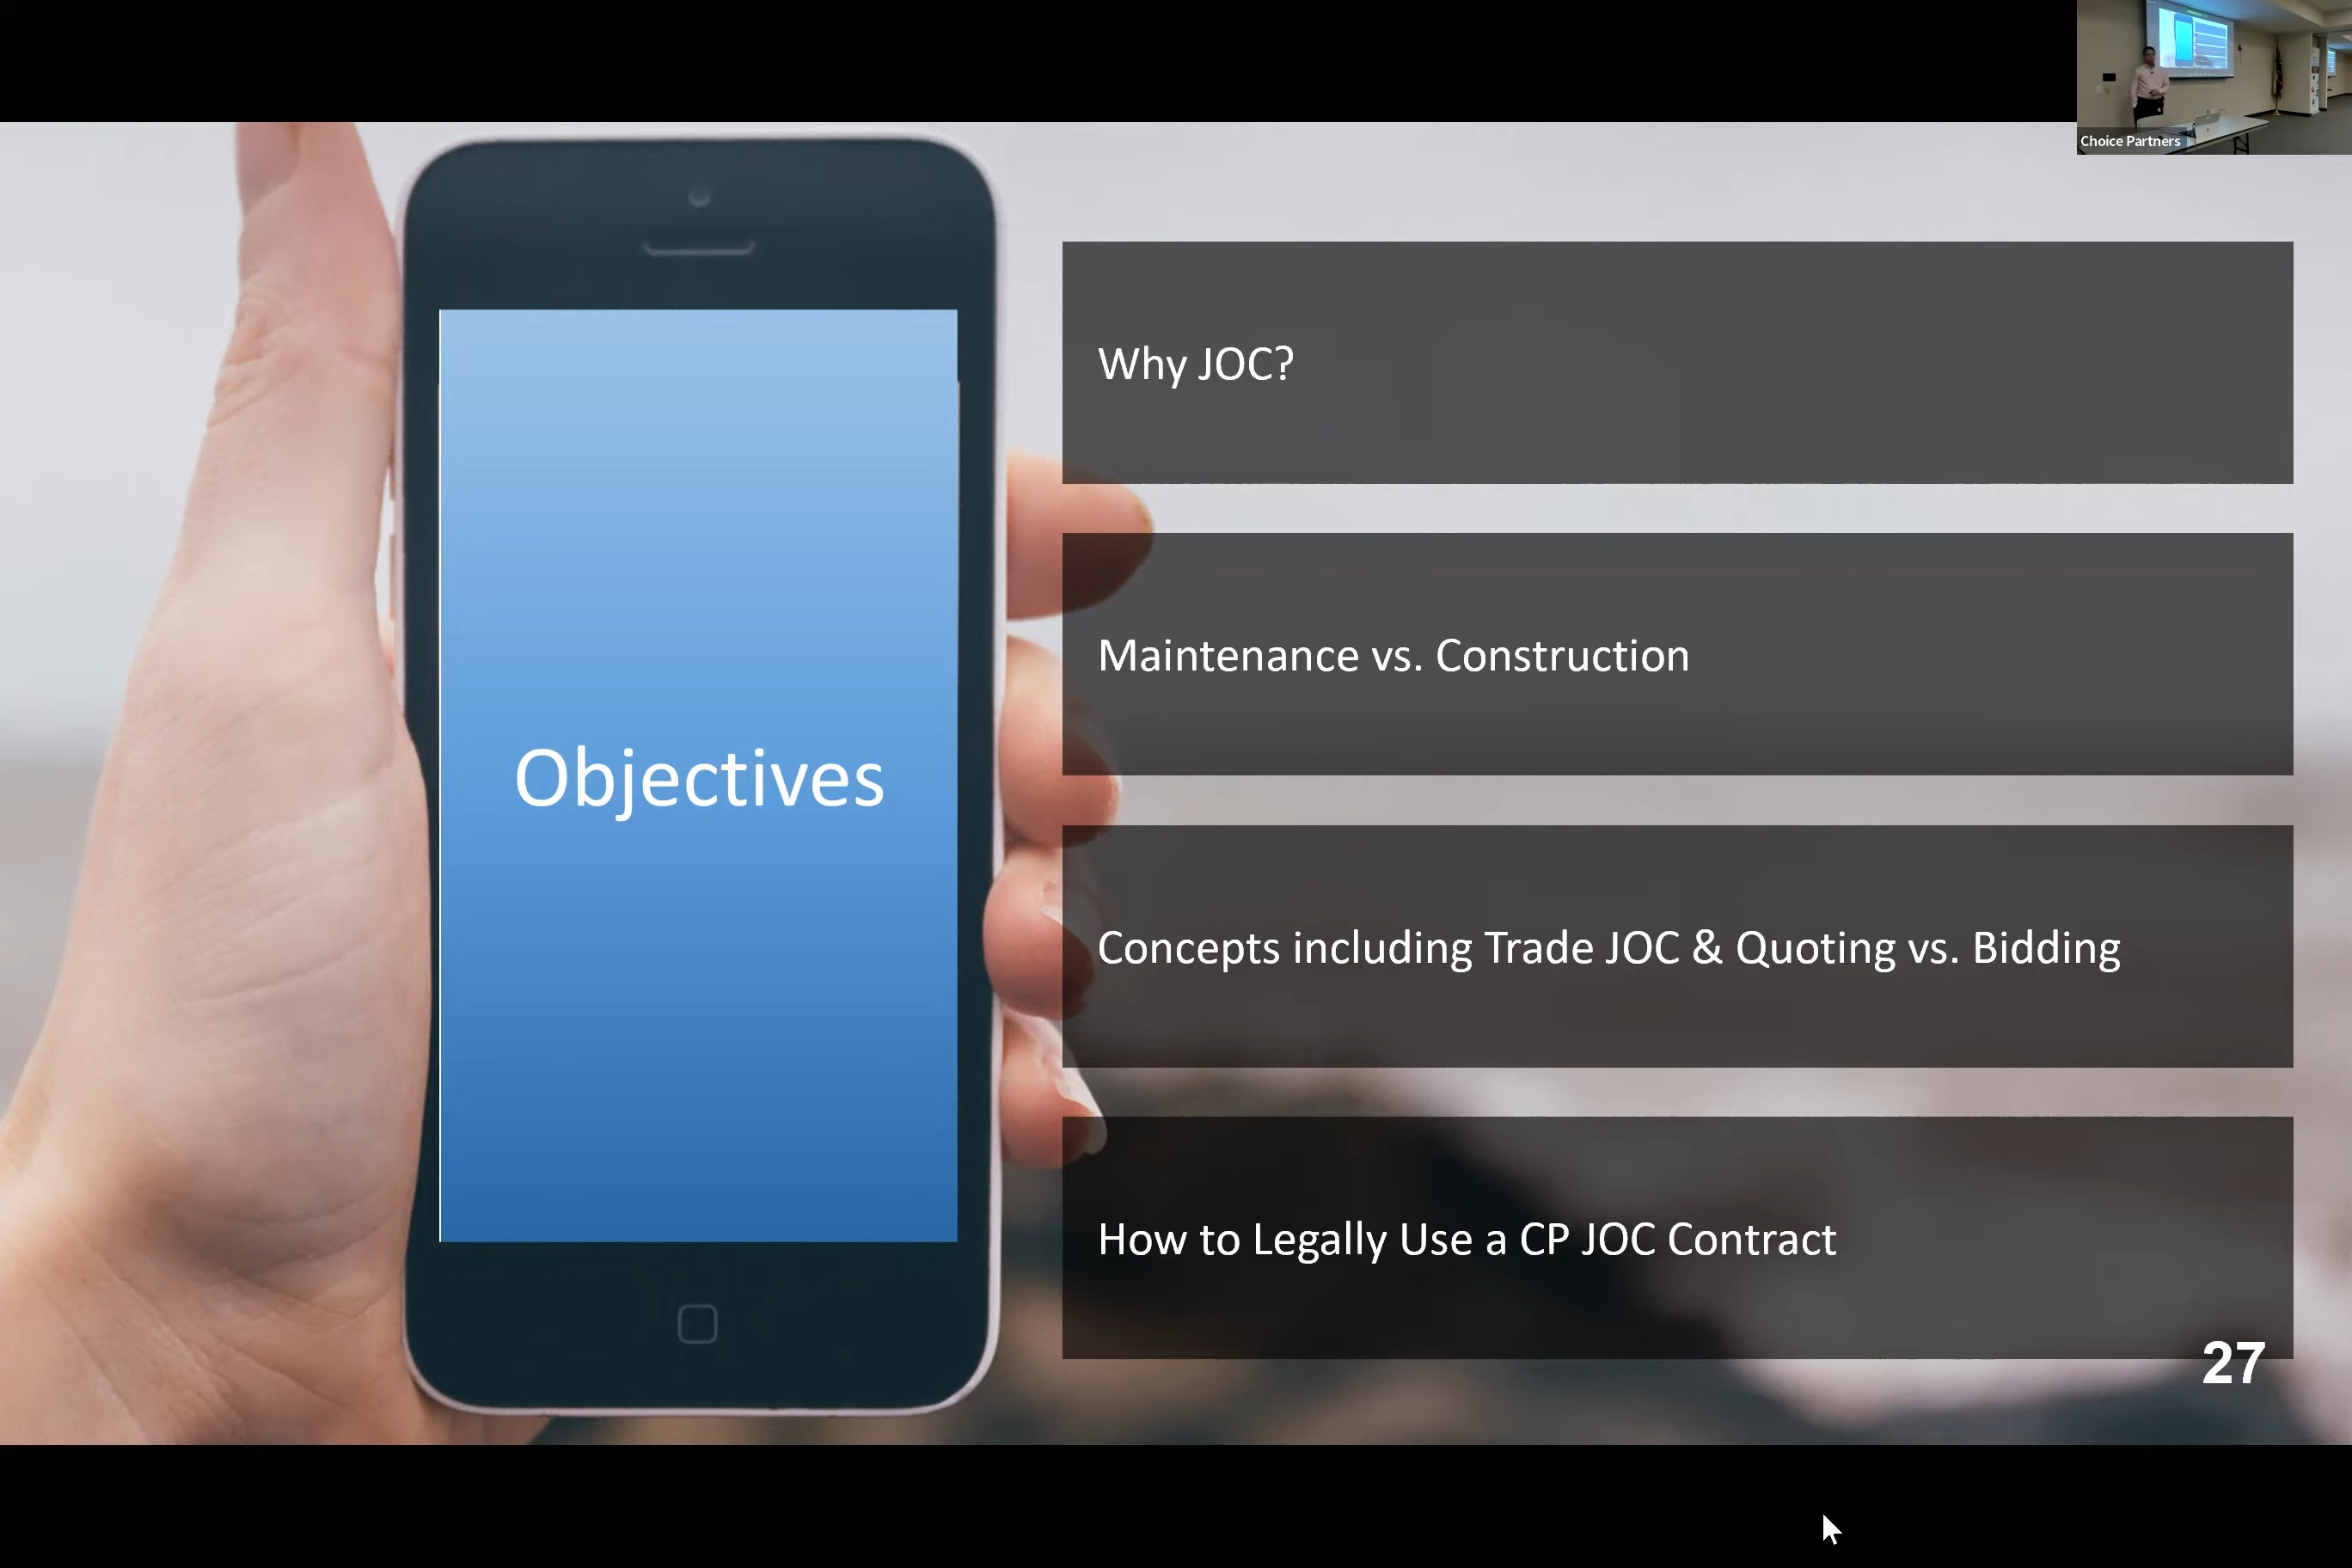 Choice Partners
Objectives
Why JOC?
Maintenance vs. Construction
Concepts including Trade JOC & Quoting vs. Bidding
How to Legally Use a CP JOC Contract
27